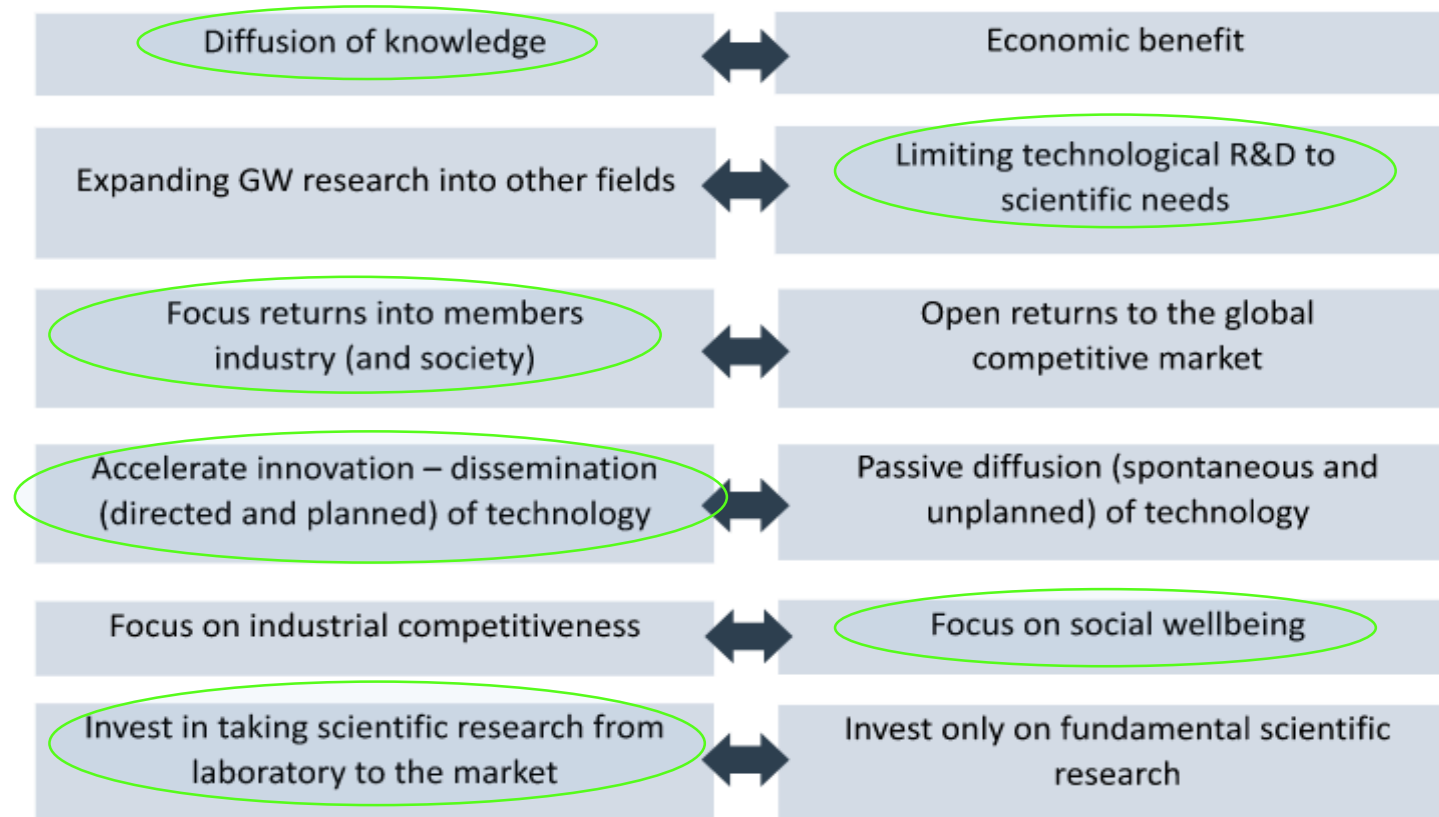 Diffusion of knowledge
Economic benefit
Expanding GW research into other fields
Limiting technological R&D to
scientific needs
Focus returns into members
industry (and society)
Open returns to the global
competitive market
Accelerate innovation – dissemination
(directed and planned) of technology
Passive diffusion (spontaneous and
unplanned) of technology
Focus on industrial competitiveness
Focus on social wellbeing
Invest in taking scientific research from
laboratory to the market
Invest only on fundamental scientific
research